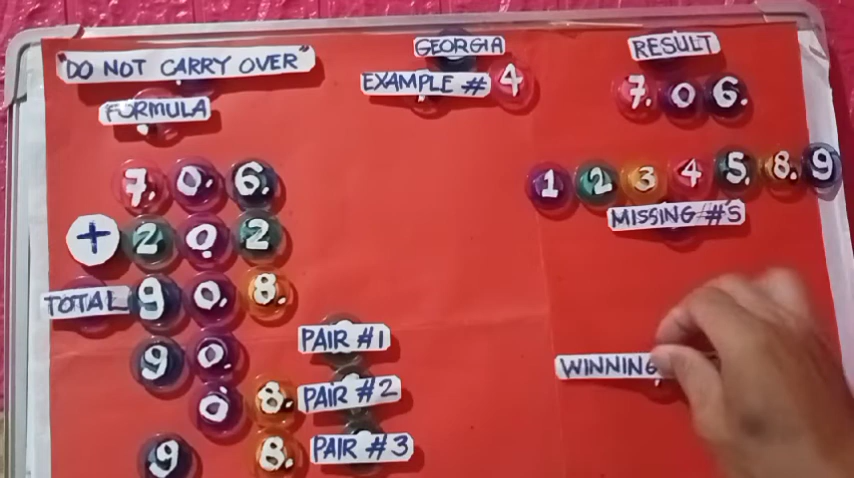 "DO NOT CARRY OVER"
FORMULA
7. 0. 6.
+ 2 0 2
TOTAL 9 0. 8.
9 0.
PAIR #1
0 8. PAIR #2
9 8. PAIR #3
GEORGIA
EXAMPLE # 4
RESULT
7. 0 6.
1 2 3 4 5. 8. 9
MISSING #'S
WINNING